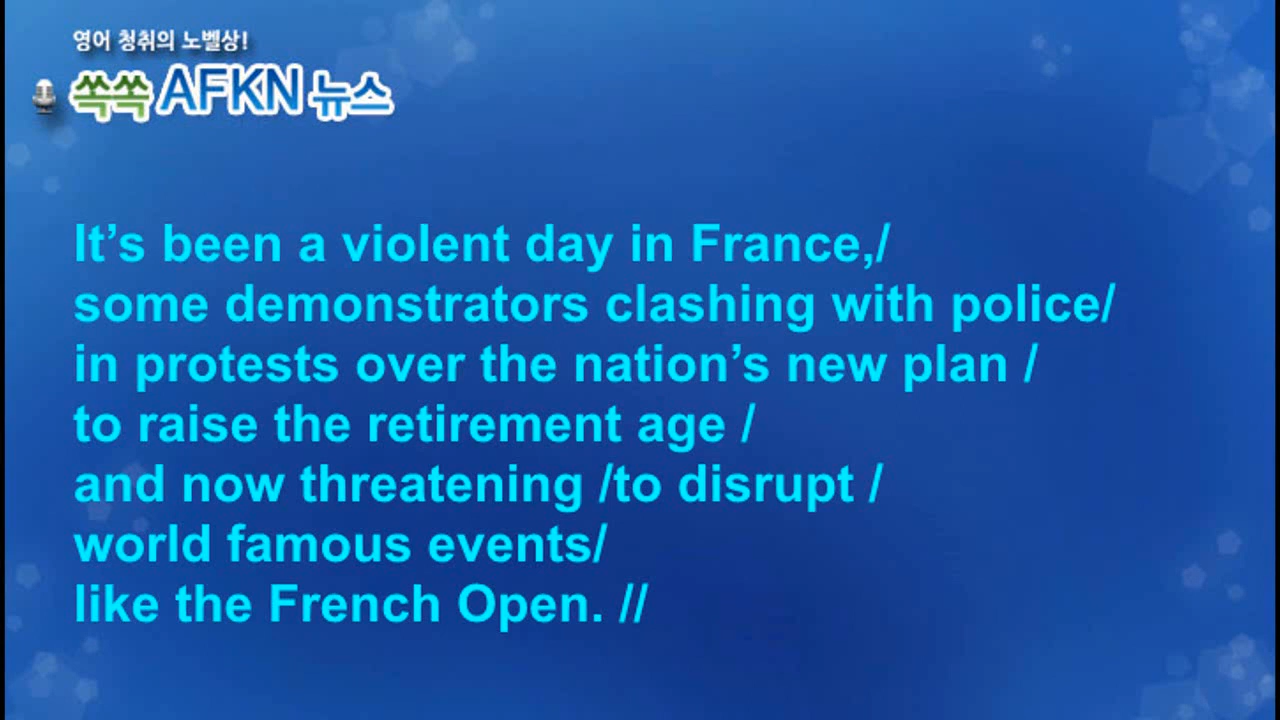 영어 청취의 노벨상!
쏙쏙 AFKN 뉴스
It’s been a violent day in France,/
some demonstrators clashing with police/
in protests over the nation’s new plan /
to raise the retirement age /
and now threatening /to disrupt /
world famous events/
like the French Open. //